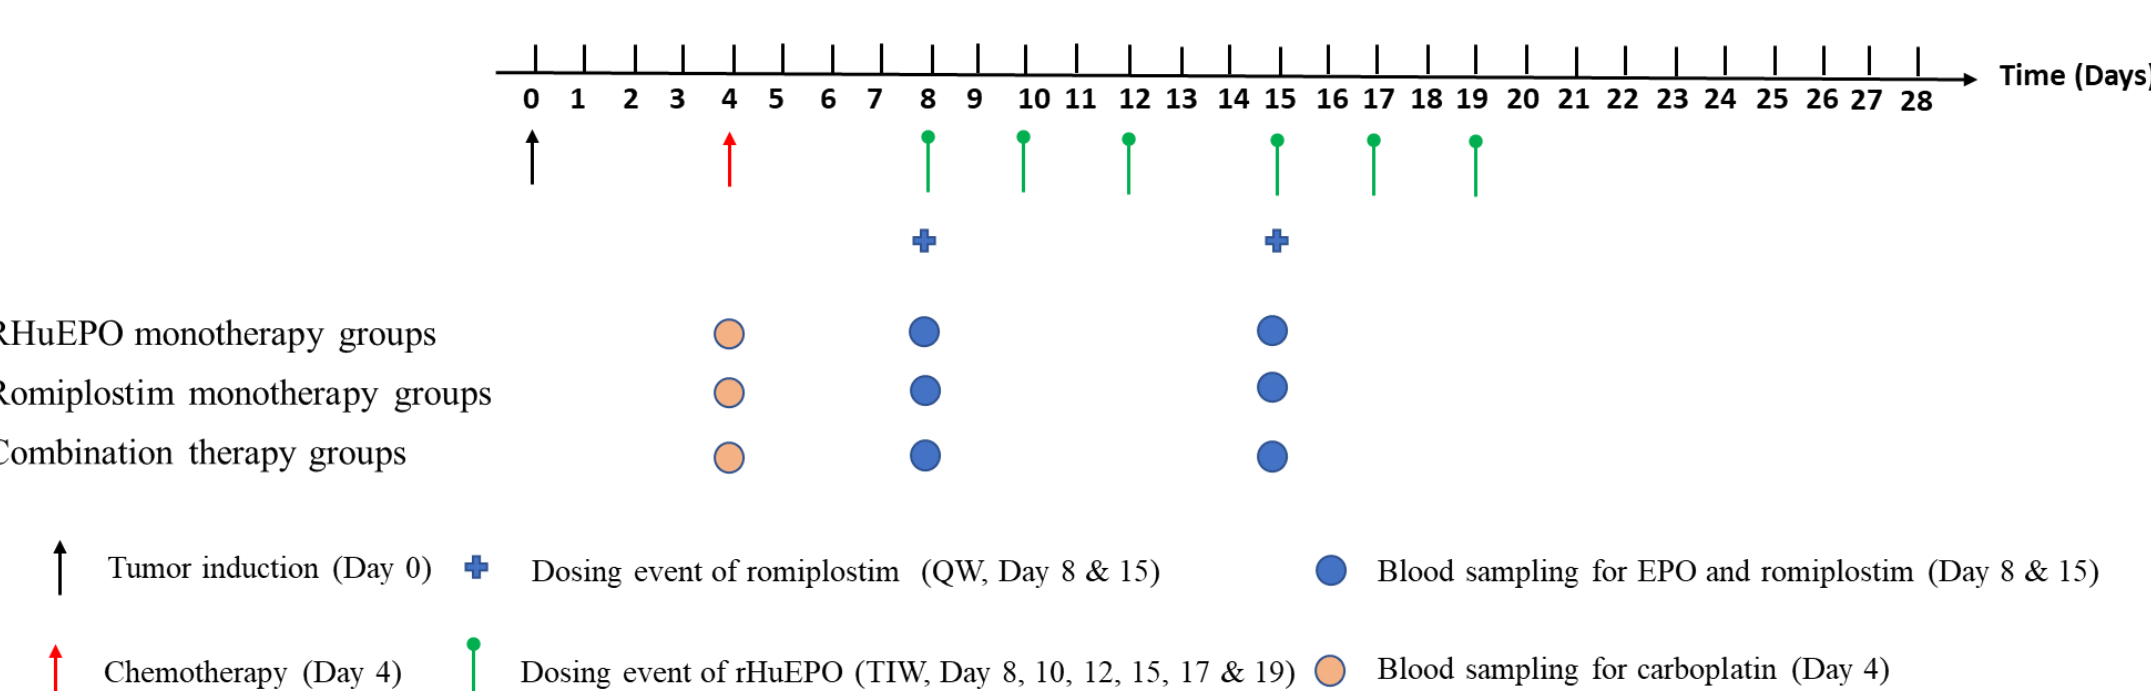 Time (Days)
0 1 2 3 4 5 6 7 8 9 10 11 12 13 14 15 16 17 18 19 20 21 22 23 24 25 26 27 28
RHuEPO monotherapy groups
Romiplostim monotherapy groups
Combination therapy groups
Tumor induction (Day 0)
Dosing event of romiplostim (QW, Day 8 & 15)
Blood sampling for EPO and romiplostim (Day 8 & 15)
Chemotherapy (Day 4)
Dosing event of rHuEPO (TIW, Day 8, 10, 12, 15, 17 & 19)
Blood sampling for carboplatin (Day 4)